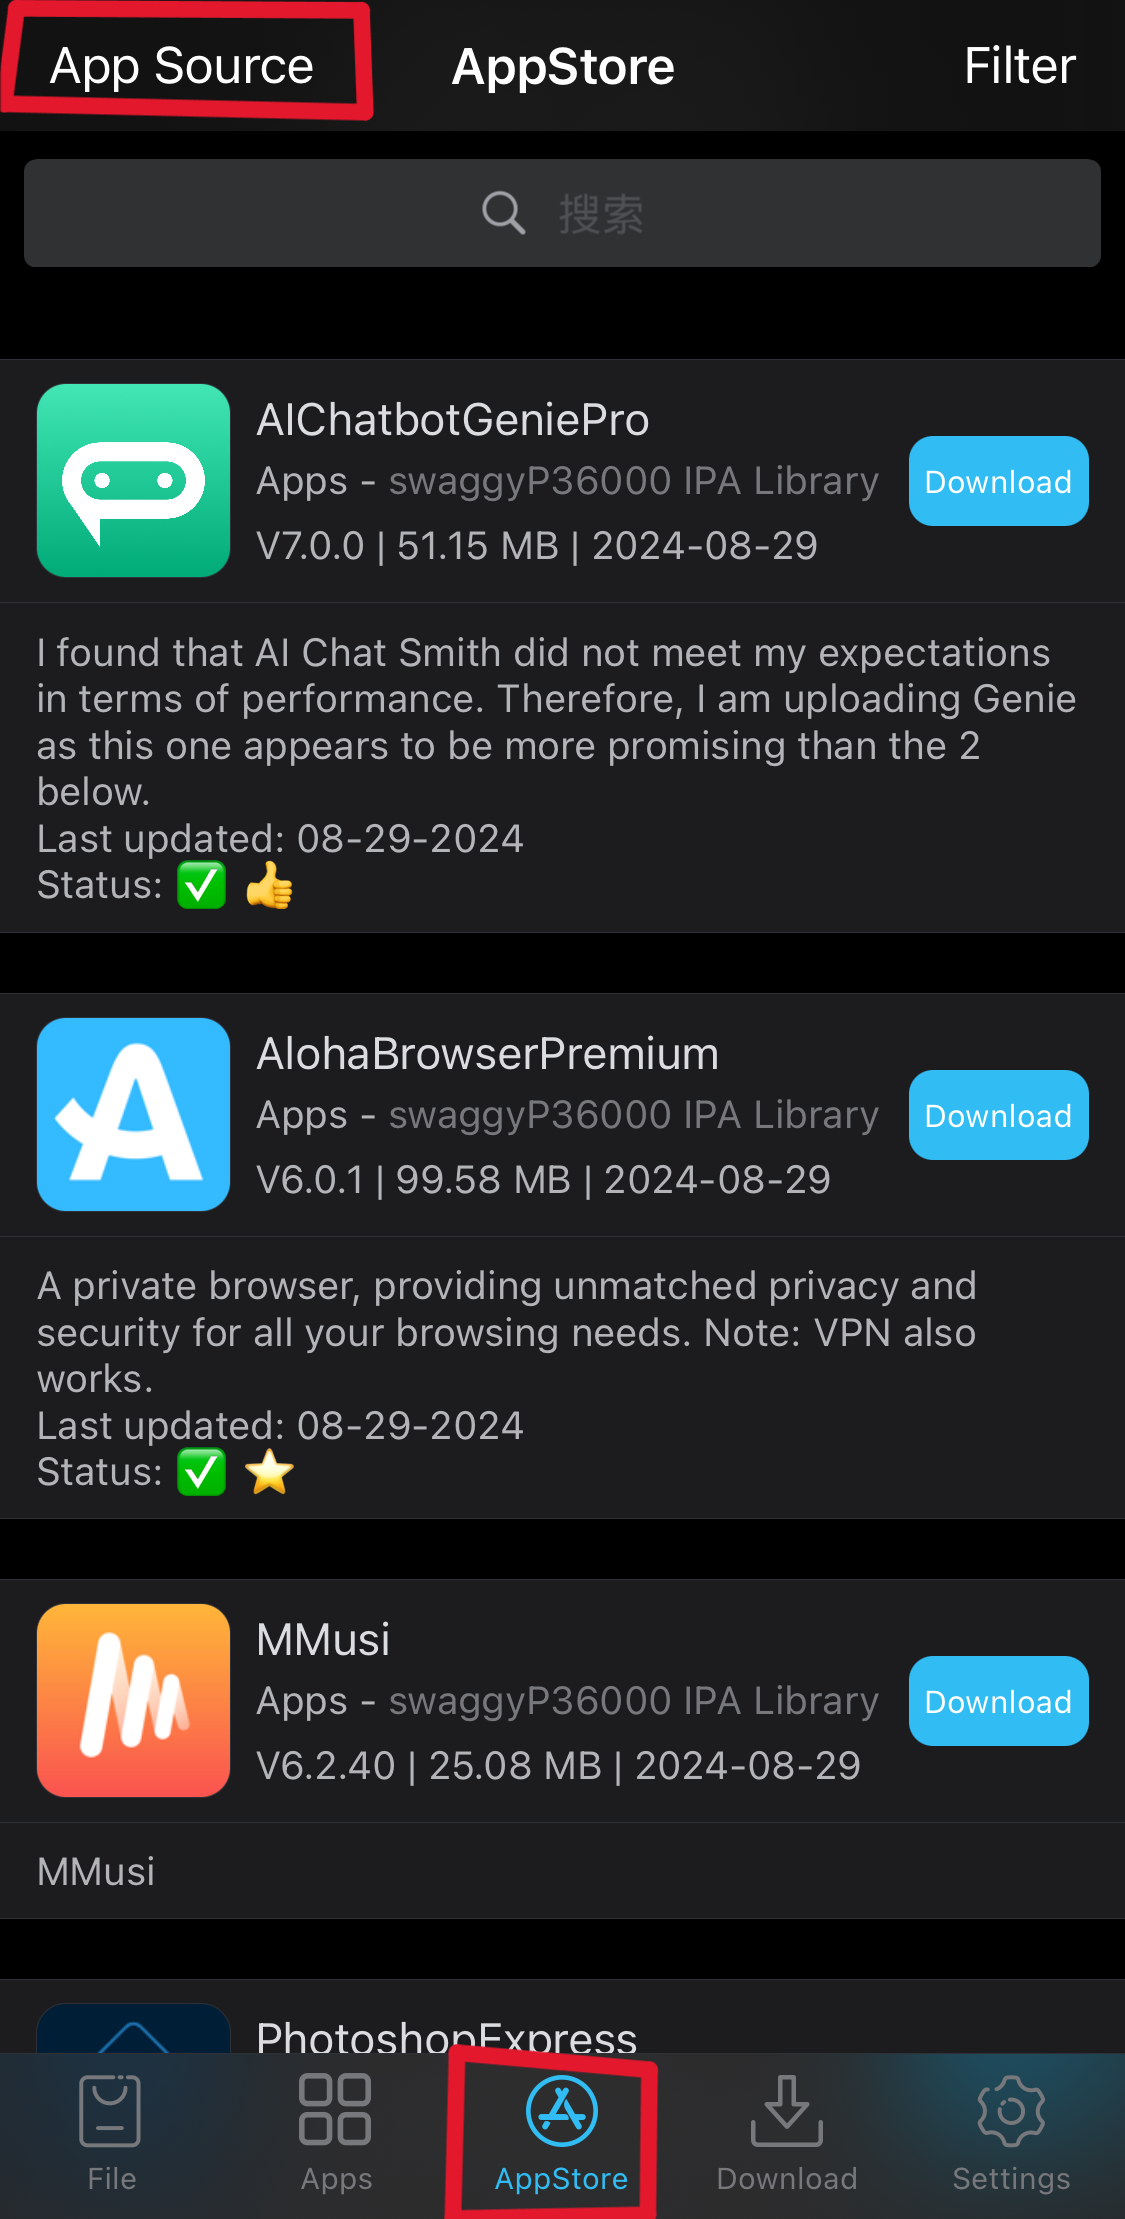 App Source
AppStore
Filter
搜索
AIChatbotGeniePro
Apps - swaggyP36000 IPA Library
Download
V7.0.0 | 51.15 MB | 2024-08-29
I found that AI Chat Smith did not meet my expectations
in terms of performance. Therefore, I am uploading Genie
as this one appears to be more promising than the 2
below.
Last updated: 08-29-2024
Status: ✅ 👍
AlohaBrowserPremium
Apps - swaggyP36000 IPA Library
Download
V6.0.1 | 99.58 MB | 2024-08-29
A private browser, providing unmatched privacy and
security for all your browsing needs. Note: VPN also
works.
Last updated: 08-29-2024
Status: ✅ ⭐
MMusi
Apps - swaggyP36000 IPA Library
Download
V6.2.40 | 25.08 MB | 2024-08-29
MMusi
PhotoshopExpress
File
Apps
AppStore
Download
Settings